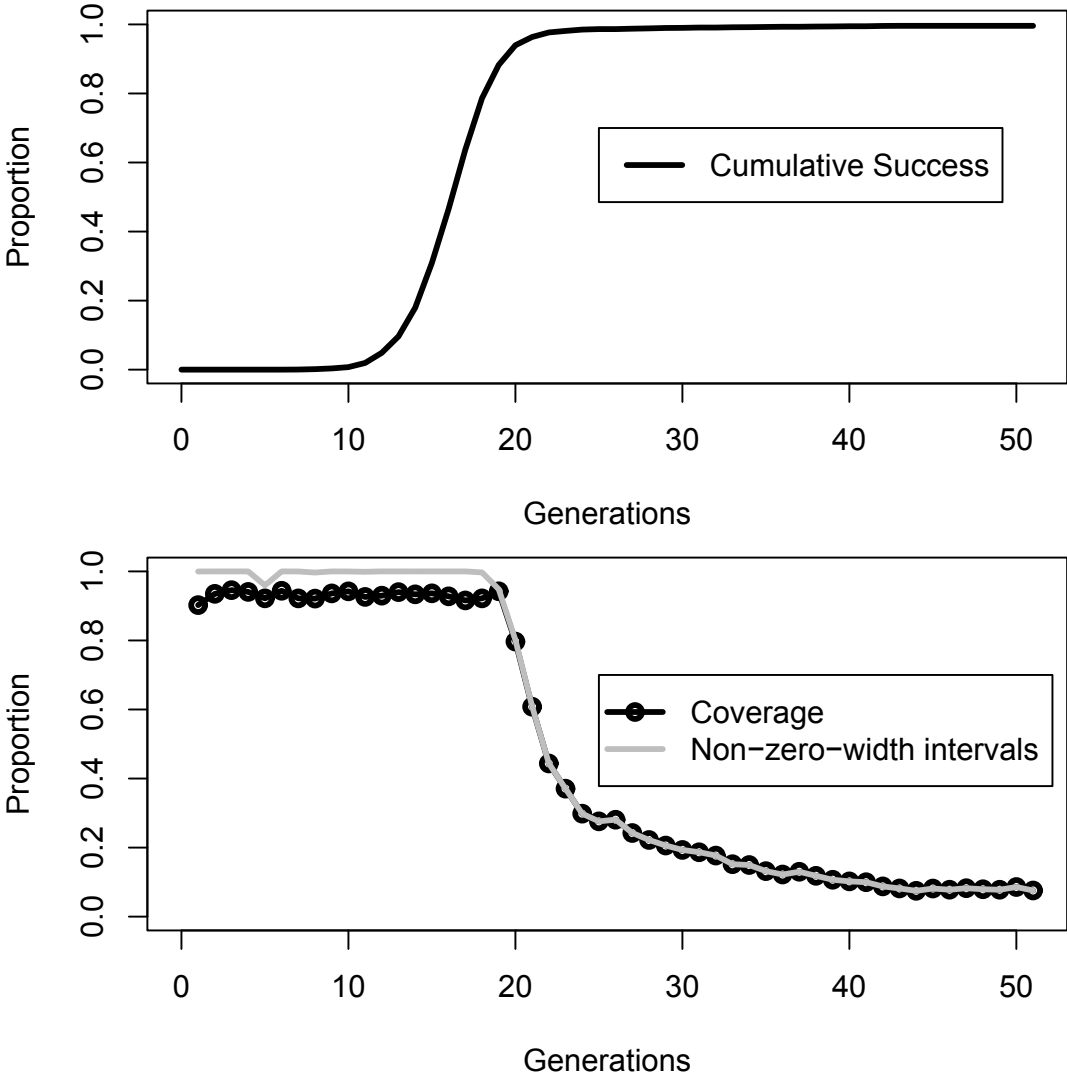 Proportion
1.0
0.8
0.6
0.4
0.2
0.0
Cumulative Success
0 10 20 30 40 50
Generations
Proportion
1.0
0.8
0.6
0.4
0.2
0.0
Coverage
Non−zero−width intervals
0 10 20 30 40 50
Generations